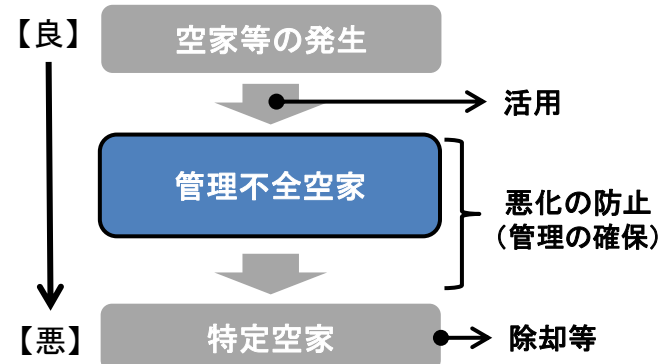 【良】
空家等の発生
活用
管理不全空家
悪化の防止
（管理の確保）
【悪】
特定空家
除却等